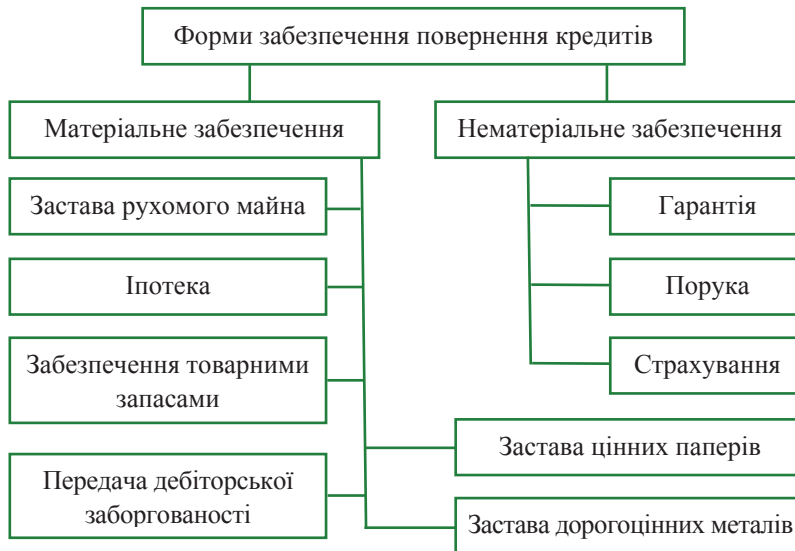 Форми забезпечення повернення кредитів
Матеріальне забезпечення
Нематеріальне забезпечення
Застава рухомого майна
Гарантія
Іпотека
Порука
Забезпечення товарними
запасами
Страхування
Застава цінних паперів
Передача дебіторської
заборгованості
Застава дорогоцінних металів